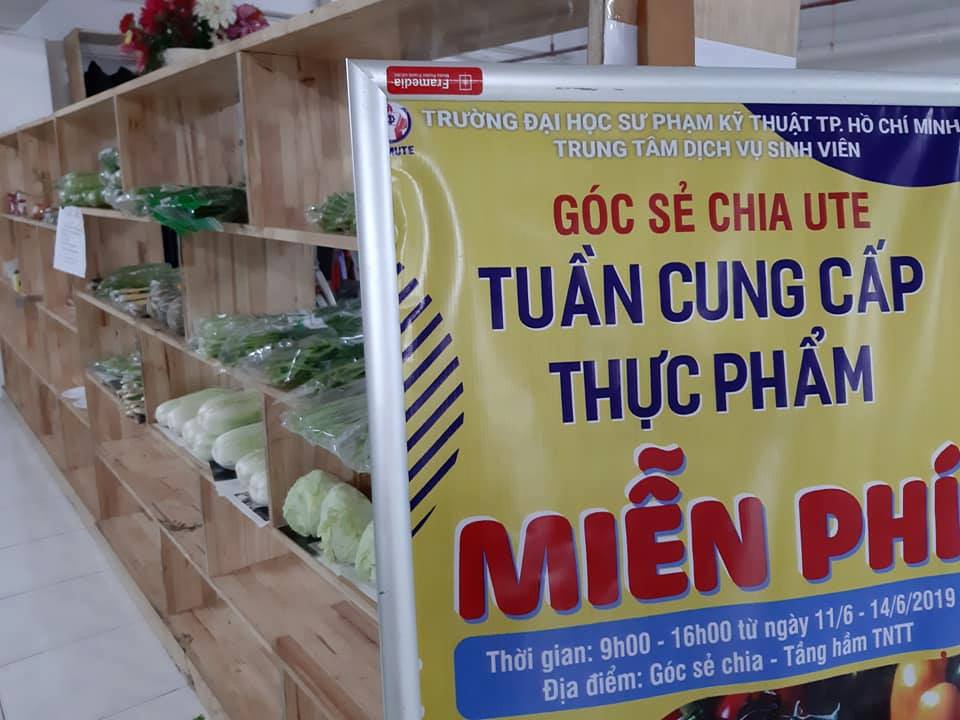 Framedia
TRƯỜNG ĐẠI HỌC SƯ PHẠM KỸ THUẬT TP. HỒ CHÍ MINH
TRUNG TÂM DỊCH VỤ SINH VIÊN
GÓC SẺ CHIA UTE
TUẦN CUNG CẤP
THỰC PHẨM
MIỄN PHÍ
Thời gian: 9h00 - 16h00 từ ngày 11/6 - 14/6/2019
Địa điểm: Góc sẻ chia - Tầng hầm TNTT